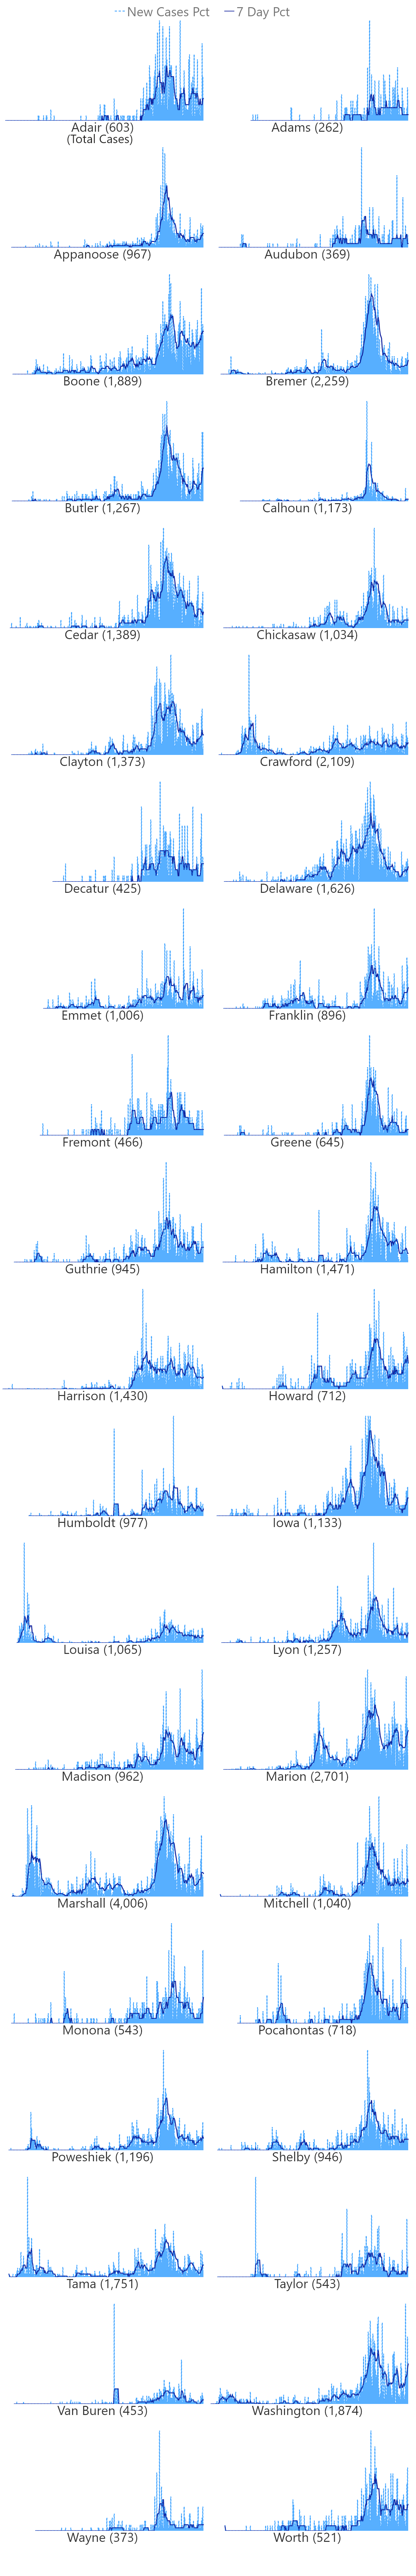 New Cases Pct 7 Day Pct
Adair (603) Adams (262)
(Total Cases)
Appanoose (967) Audubon (369)
Boone (1,889) Bremer (2,259)
Butler (1,267) Calhoun (1,173)
Cedar (1,389) Chickasaw (1,034)
Clayton (1,373) Crawford (2,109)
Decatur (425) Delaware (1,626)
Emmet (1,006) Franklin (896)
Fremont (466) Greene (645)
Guthrie (945) Hamilton (1,471)
Harrison (1,430) Howard (712)
Humboldt (977) Iowa (1,133)
Louisa (1,065) Lyon (1,257)
Madison (962) Marion (2,701)
Marshall (4,006) Mitchell (1,040)
Monona (543) Pocahontas (718)
Poweshiek (1,196) Shelby (946)
Tama (1,751) Taylor (543)
Van Buren (453) Washington (1,874)
Wayne (373) Worth (521)